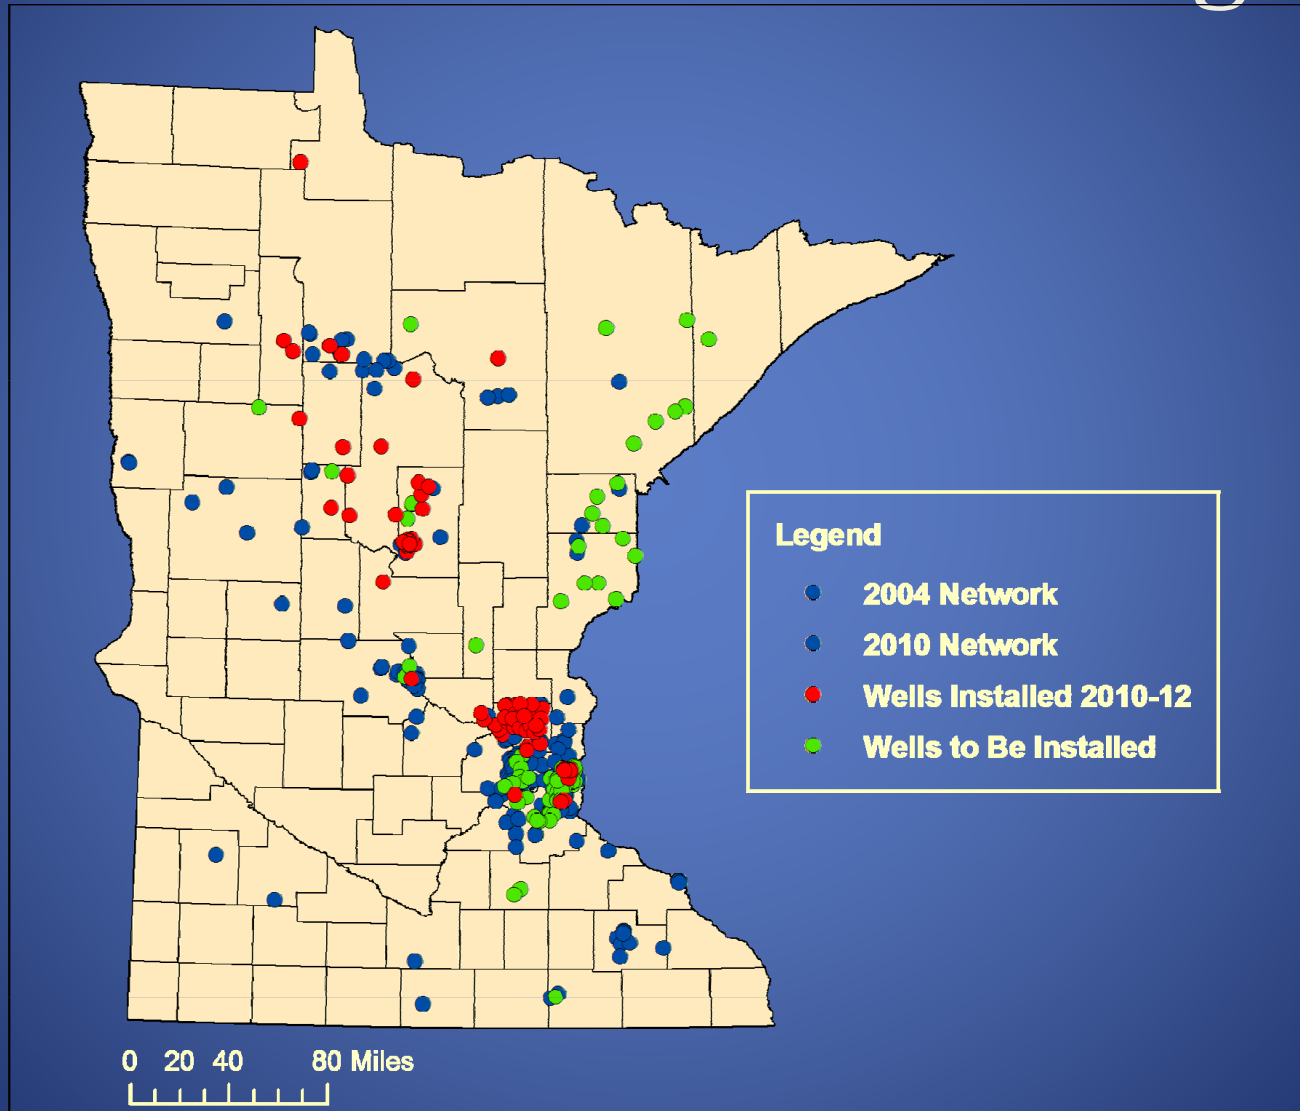 Legend
2004 Network
2010 Network
Wells Installed 2010-12
Wells to Be Installed
0 20 40 80 Miles